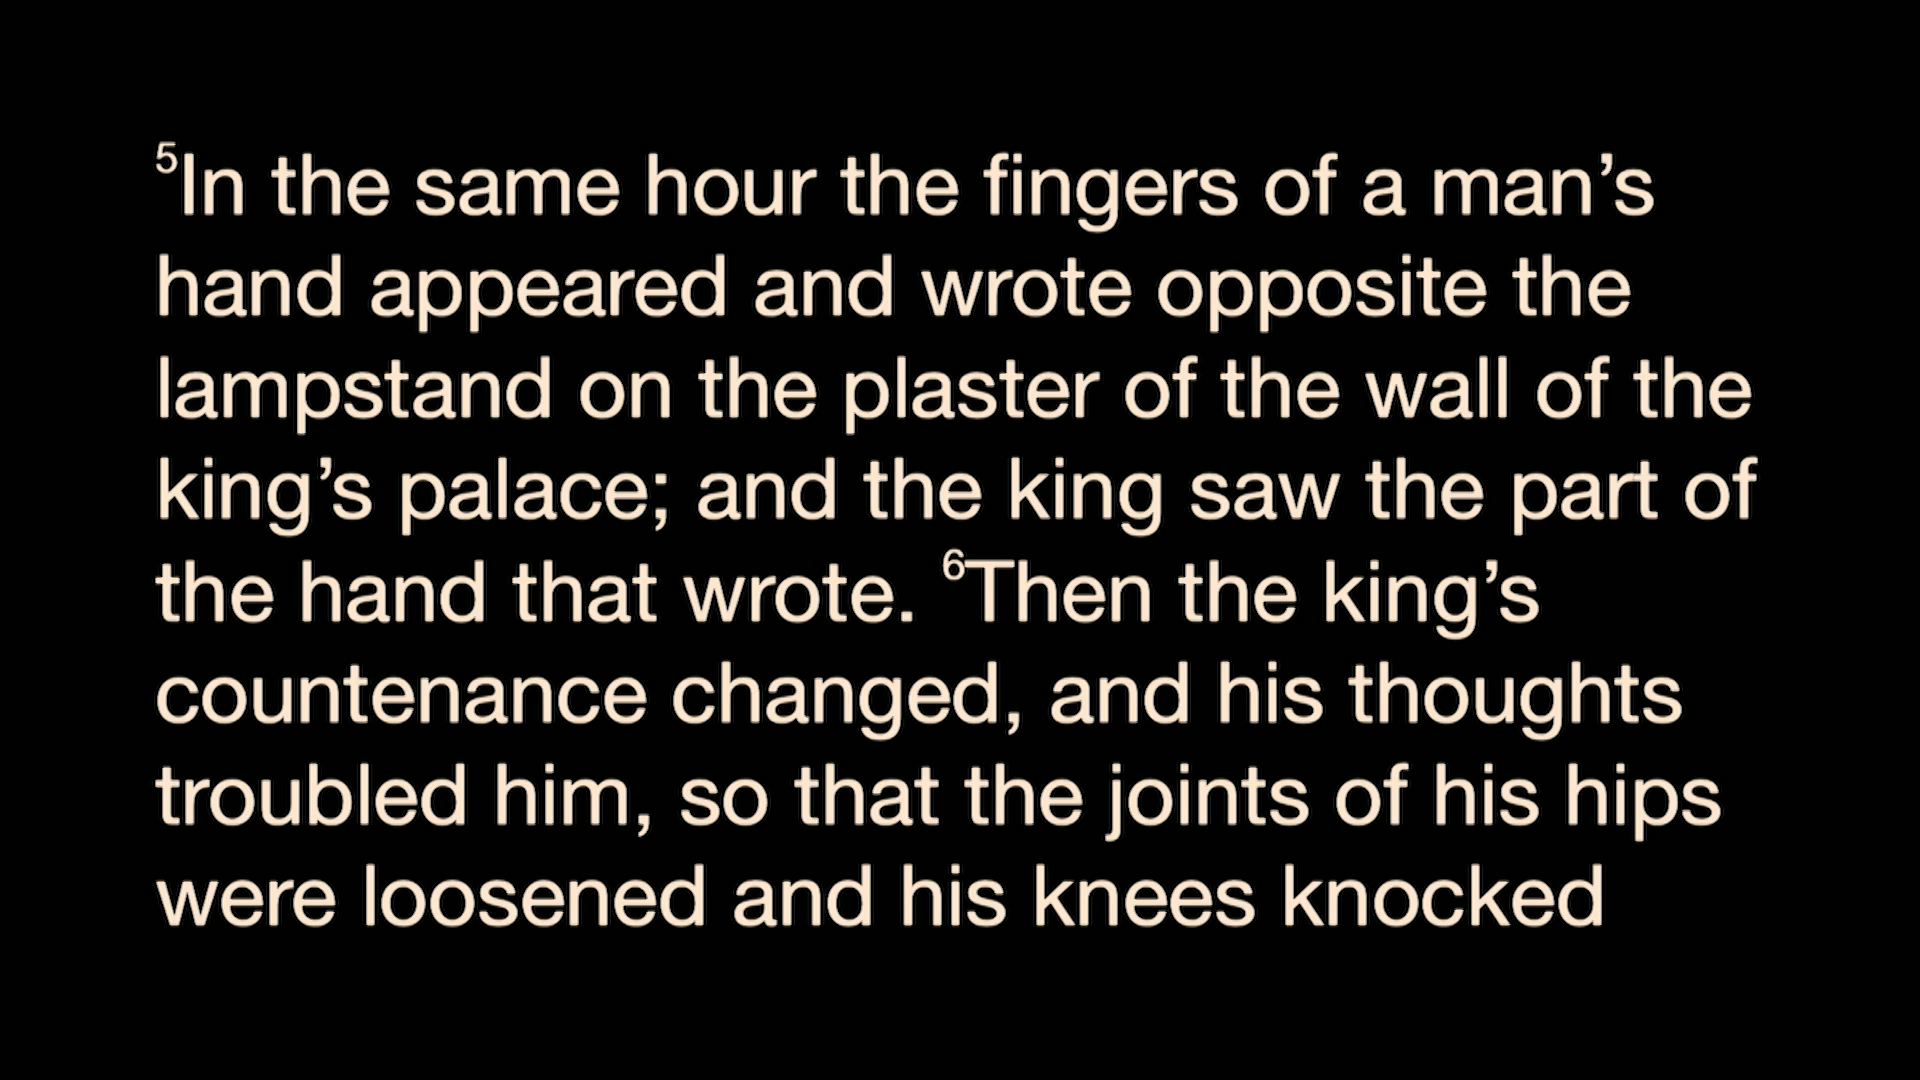 ⁵In the same hour the fingers of a man’s
hand appeared and wrote opposite the
lampstand on the plaster of the wall of the
king’s palace; and the king saw the part of
the hand that wrote. ⁶Then the king’s
countenance changed, and his thoughts
troubled him, so that the joints of his hips
were loosened and his knees knocked